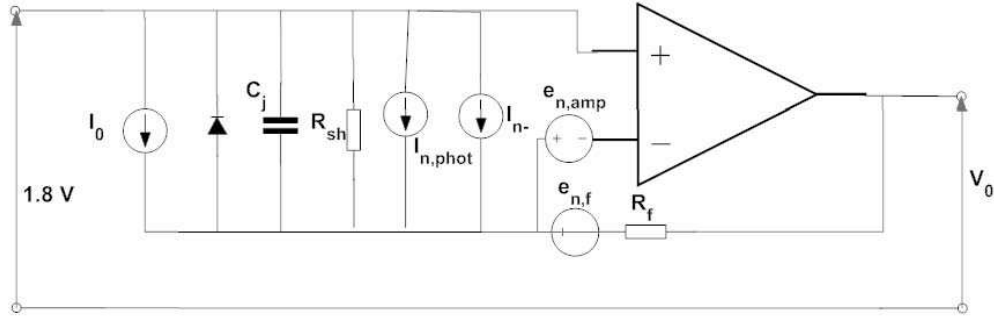 1.8 V
I0
Cj
Rsh
In,phot
In-
en,amp
+ -
+
−
en,f
Rf
V0